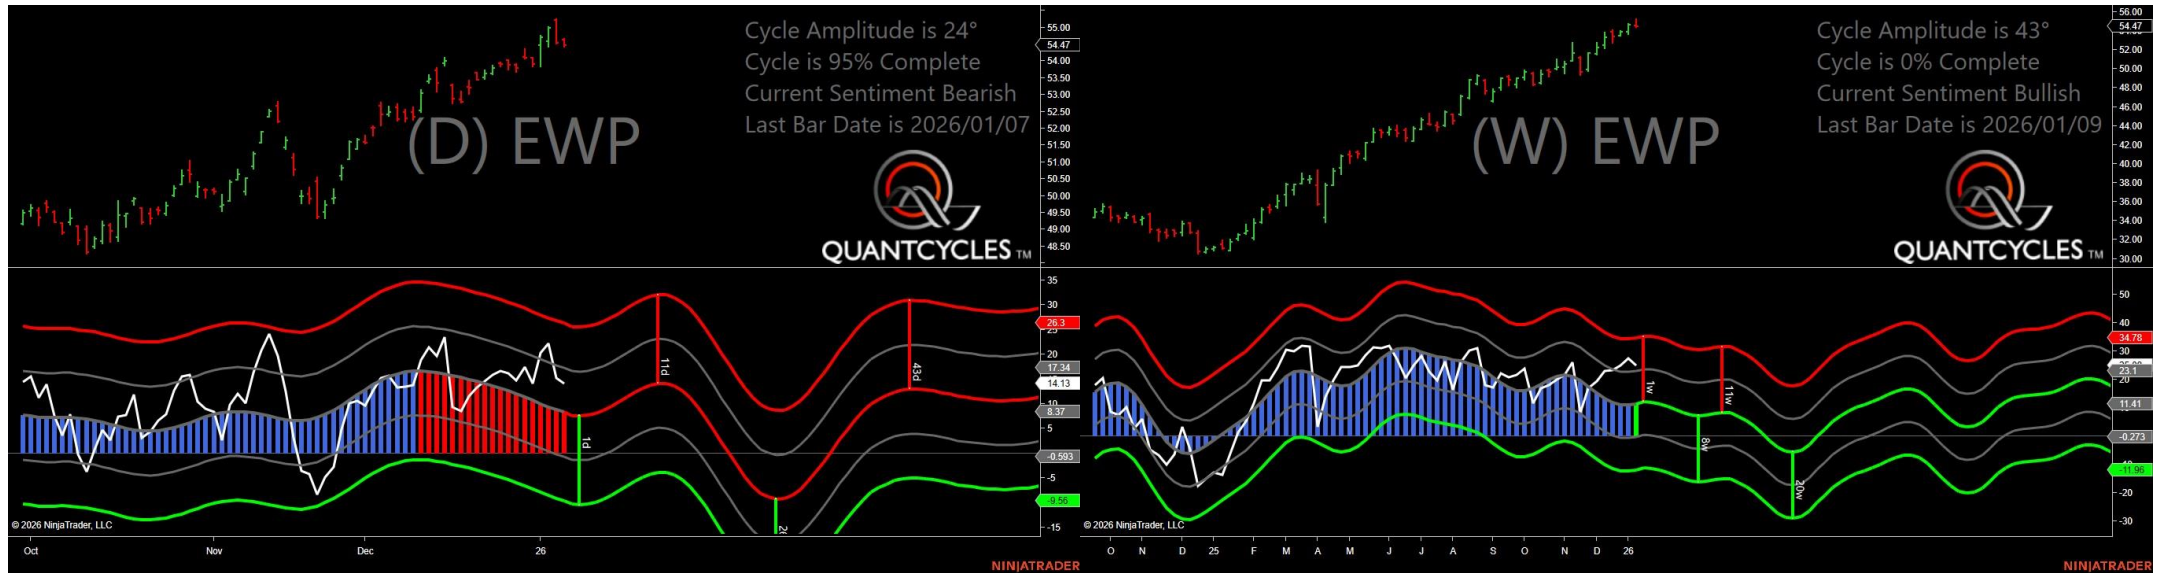 Cycle Amplitude is 24°
Cycle is 95% Complete
Current Sentiment Bearish
Last Bar Date is 2026/01/07
(D) EWP
QUANTCYCLES TM
55.00
54.47
54.00
53.50
53.00
52.50
52.00
51.50
51.00
50.50
50.00
49.50
49.00
48.50
35
30
26.3
25
20
17.34
14.13
10
8.37
5
-0.593
-5
-9.56
-15
11d
43d
1d
© 2026 NinjaTrader, LLC
Oct
Nov
Dec
26
NINJATRADER
Cycle Amplitude is 43°
Cycle is 0% Complete
Current Sentiment Bullish
Last Bar Date is 2026/01/09
(W) EWP
QUANTCYCLES TM
56.00
54.47
52.00
50.00
48.00
46.00
44.00
42.00
40.00
38.00
36.00
34.00
32.00
30.00
50
40
34.78
30
23.1
20
11.41
-0.273
-11.96
-20
-30
1w
11w
8w
20w
© 2026 NinjaTrader, LLC
O N D 25 F M A M J J A S O N D 26
NINJATRADER